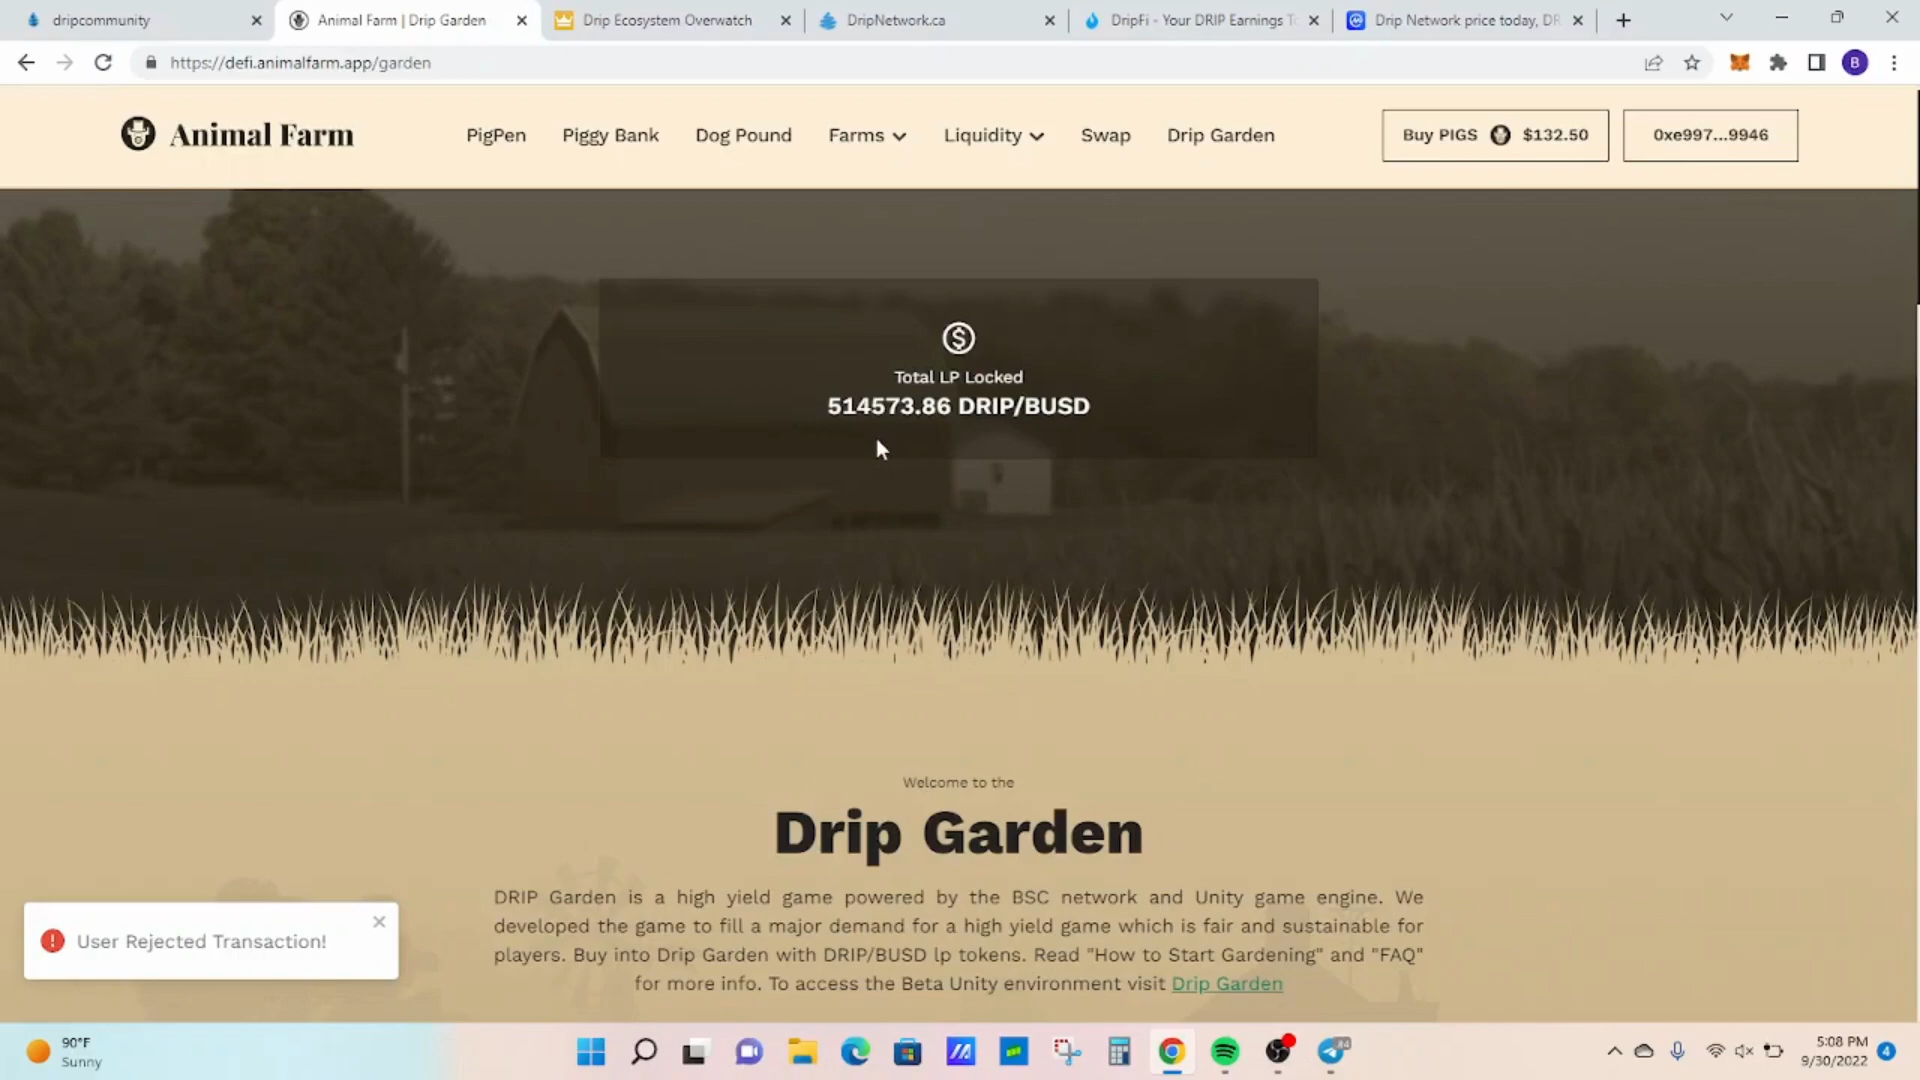 dripcommunity
Animal Farm | Drip Garden
Drip Ecosystem Overwatch
DripNetwork.ca
DripFi - Your DRIP Earnings T
Drip Network price today, DR
https://defi.animalfarm.app/garden
B
Animal Farm
PigPen
Piggy Bank
Dog Pound
Farms
Liquidity
Swap
Drip Garden
Buy PIGS $132.50
0xe997...9946
Total LP Locked
514573.86 DRIP/BUSD
Welcome to the
Drip Garden
DRIP Garden is a high yield game powered by the BSC network and Unity game engine. We
developed the game to fill a major demand for a high yield game which is fair and sustainable for
players. Buy into Drip Garden with DRIP/BUSD lp tokens. Read "How to Start Gardening" and "FAQ"
for more info. To access the Beta Unity environment visit Drip Garden
User Rejected Transaction!
90°F
Sunny
5:08 PM
9/30/2022
4